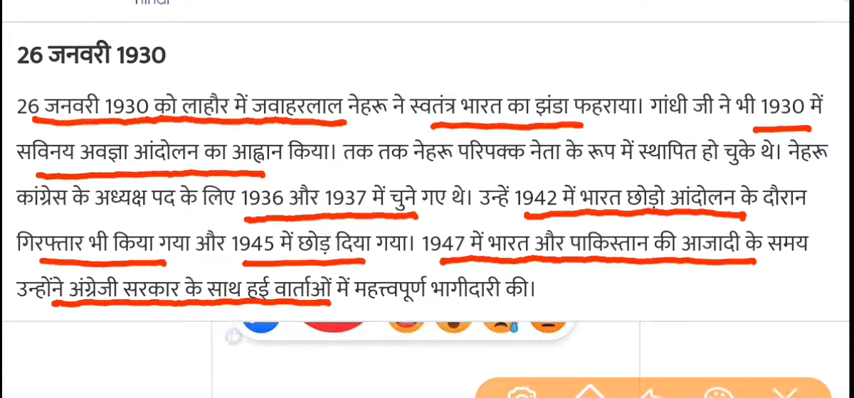 hindi
26 जनवरी 1930
26 जनवरी 1930 को लाहौर में जवाहरलाल नेहरू ने स्वतंत्र भारत का झंडा फहराया। गांधी जी ने भी 1930 में
सविनय अवज्ञा आंदोलन का आह्वान किया। तक तक नेहरू परिपक्क नेता के रूप में स्थापित हो चुके थे। नेहरू
कांग्रेस के अध्यक्ष पद के लिए 1936 और 1937 में चुने गए थे। उन्हें 1942 में भारत छोड़ो आंदोलन के दौरान
गिरफ्तार भी किया गया और 1945 में छोड़ दिया गया। 1947 में भारत और पाकिस्तान की आजादी के समय
उन्होंने अंग्रेजी सरकार के साथ हुई वार्ताओं में महत्त्वपूर्ण भागीदारी की।